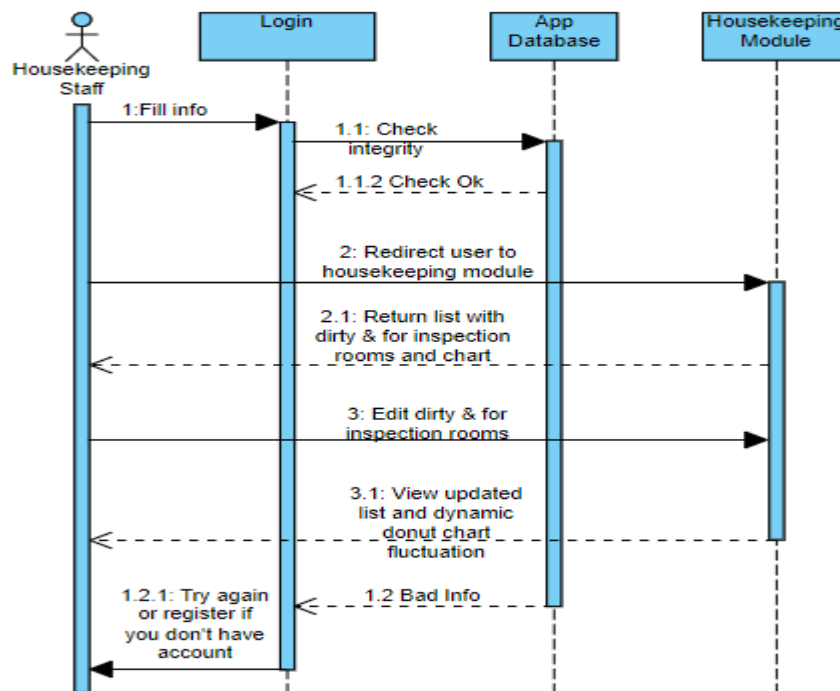 Login
App
Database
Housekeeping
Module
Housekeeping
Staff
1:Fill info
1.1: Check
integrity
1.1.2 Check Ok
2: Redirect user to
housekeeping module
2.1: Return list with
dirty & for inspection
rooms and chart
3: Edit dirty & for
inspection rooms
3.1: View updated
list and dynamic
donut chart
fluctuation
1.2 Bad Info
1.2.1: Try again
or register if
you don't have
account